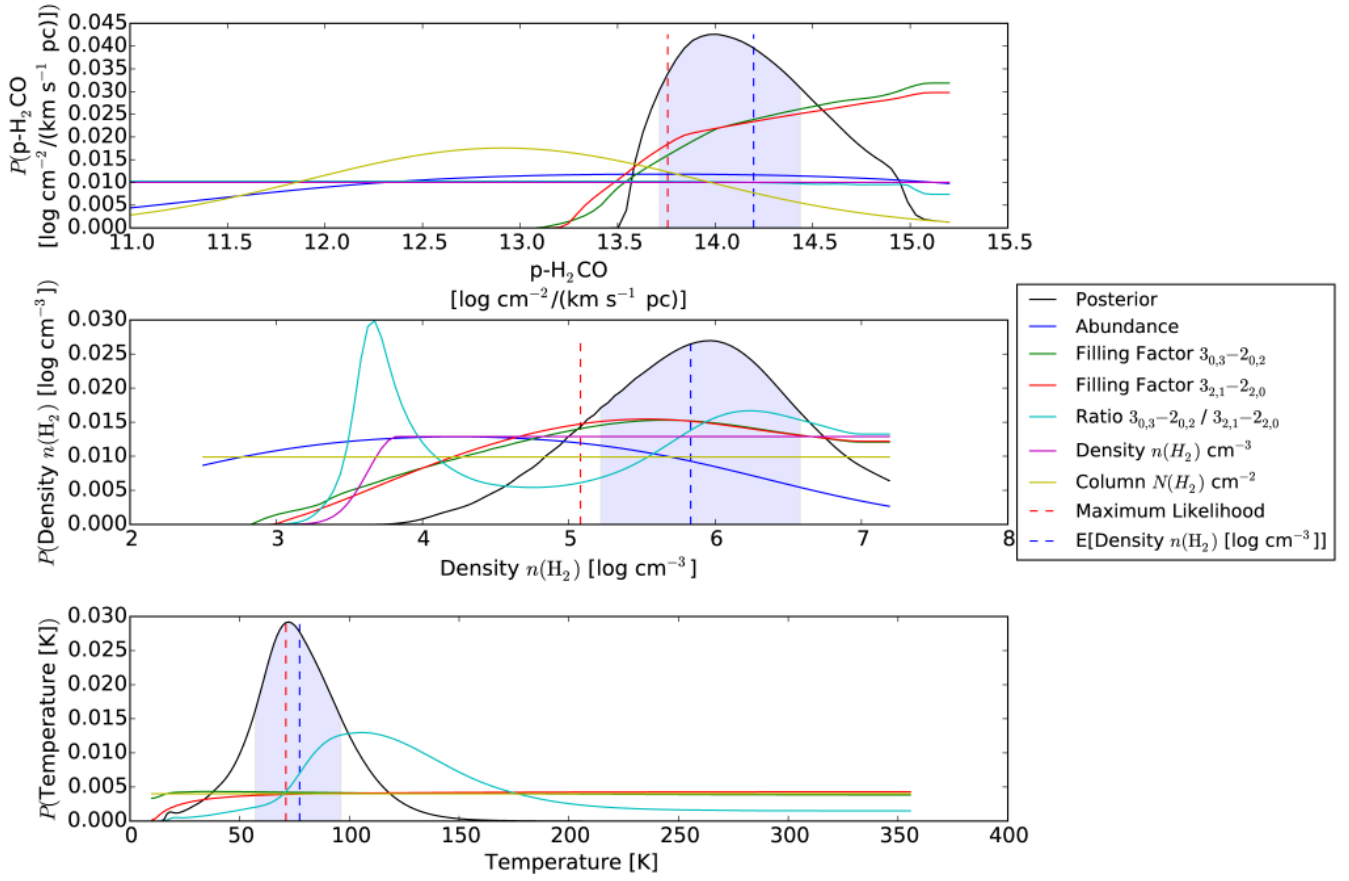 P(p-H₂CO
[log cm⁻²/(km s⁻¹ pc)])
0.045
0.040
0.035
0.030
0.025
0.020
0.015
0.010
0.005
0.000
11.0 11.5 12.0 12.5 13.0 13.5 14.0 14.5 15.0 15.5
p-H₂CO
[log cm⁻²/(km s⁻¹ pc)]
P(Density n(H₂) [log cm⁻³])
0.030
0.025
0.020
0.015
0.010
0.005
0.000
2 3 4 5 6 7 8
Density n(H₂) [log cm⁻³]
Posterior
Abundance
Filling Factor 3₀,₃−2₀,₂
Filling Factor 3₂,₁−2₂,₀
Ratio 3₀,₃−2₀,₂ / 3₂,₁−2₂,₀
Density n(H₂) cm⁻³
Column N(H₂) cm⁻²
Maximum Likelihood
E[Density n(H₂) [log cm⁻³]]
P(Temperature [K])
0.030
0.025
0.020
0.015
0.010
0.005
0.000
0 50 100 150 200 250 300 350 400
Temperature [K]